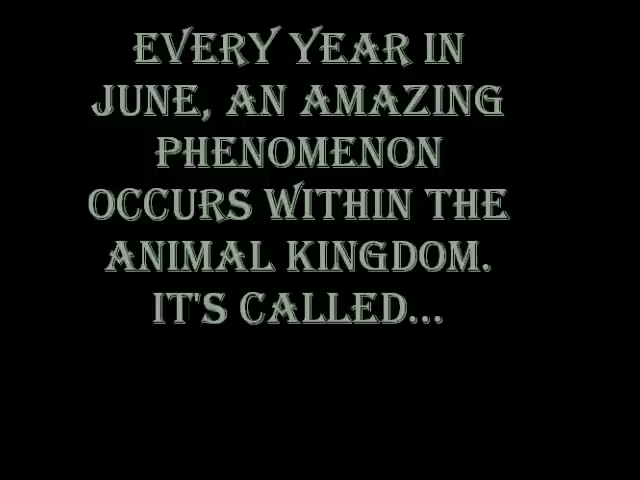 EVERY YEAR IN
JUNE, AN AMAZING
PHENOMENON
OCCURS WITHIN THE
ANIMAL KINGDOM.
IT'S CALLED...